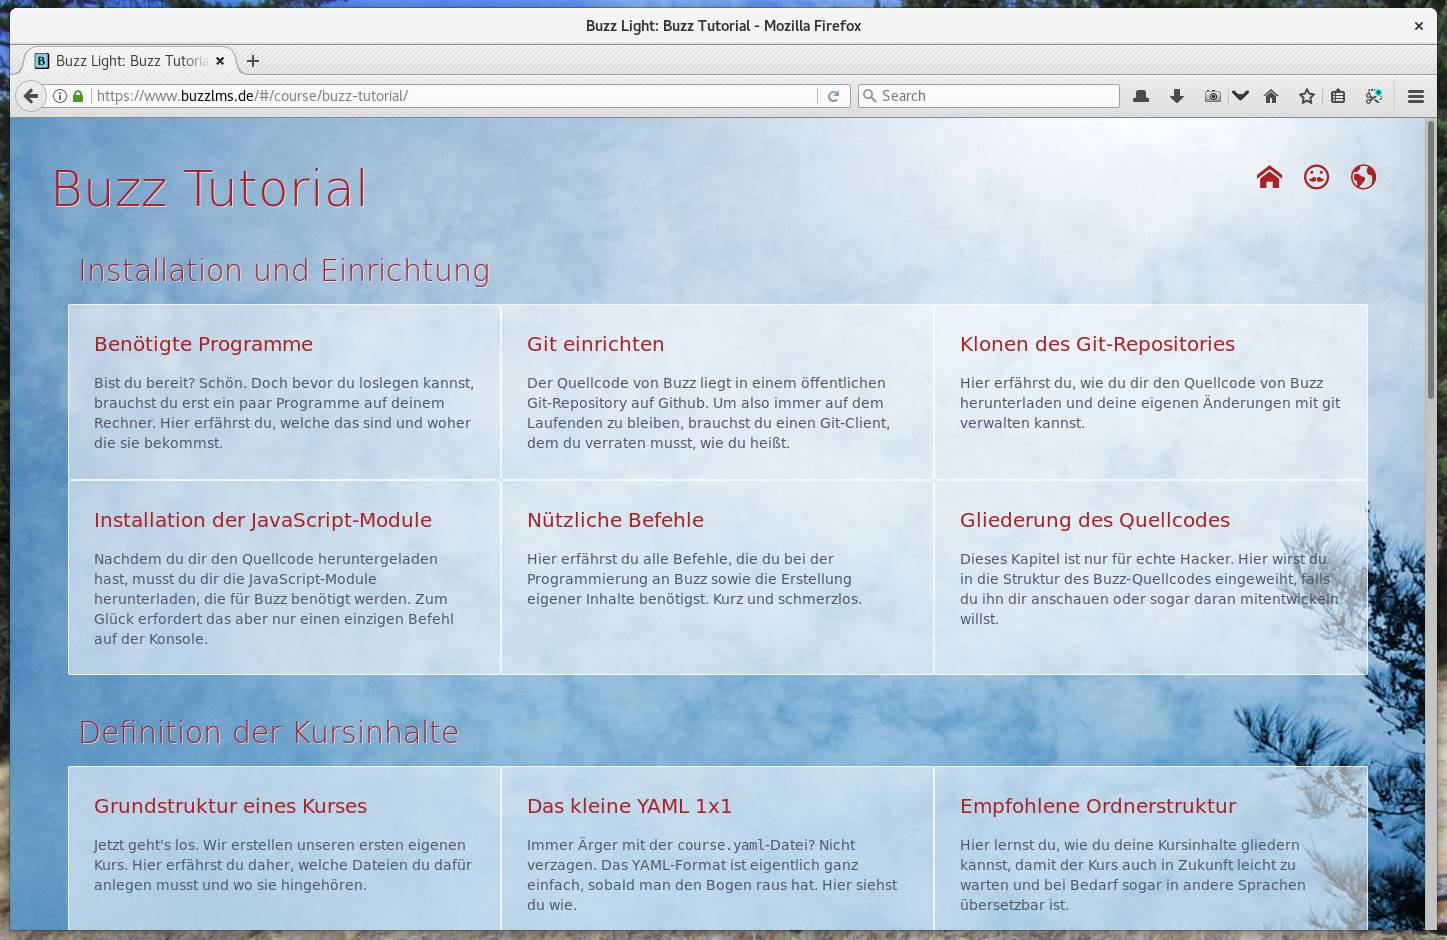 Buzz Light: Buzz Tutorial - Mozilla Firefox
Buzz Light: Buzz Tutoria
https://www.buzzlms.de/#/course/buzz-tutorial/
Search
Buzz Tutorial
Installation und Einrichtung
Benötigte Programme
Bist du bereit? Schön. Doch bevor du loslegen kannst,
brauchst du erst ein paar Programme auf deinem
Rechner. Hier erfährst du, welche das sind und woher
die sie bekommst.
Git einrichten
Der Quellcode von Buzz liegt in einem öffentlichen
Git-Repository auf Github. Um also immer auf dem
Laufenden zu bleiben, brauchst du einen Git-Client,
dem du verraten musst, wie du heißt.
Klonen des Git-Repositories
Hier erfährst du, wie du dir den Quellcode von Buzz
herunterladen und deine eigenen Änderungen mit git
verwalten kannst.
Installation der JavaScript-Module
Nachdem du dir den Quellcode heruntergeladen
hast, musst du dir die JavaScript-Module
herunterladen, die für Buzz benötigt werden. Zum
Glück erfordert das aber nur einen einzigen Befehl
auf der Konsole.
Nützliche Befehle
Hier erfährst du alle Befehle, die du bei der
Programmierung an Buzz sowie die Erstellung
eigener Inhalte benötigst. Kurz und schmerzlos.
Gliederung des Quellcodes
Dieses Kapitel ist nur für echte Hacker. Hier wirst du
in die Struktur des Buzz-Quellcodes eingeweiht, falls
du ihn dir anschauen oder sogar daran mitentwickeln
willst.
Definition der Kursinhalte
Grundstruktur eines Kurses
Jetzt geht's los. Wir erstellen unseren ersten eigenen
Kurs. Hier erfährst du daher, welche Dateien du dafür
anlegen musst und wo sie hingehören.
Das kleine YAML 1x1
Immer Ärger mit der course.yaml-Datei? Nicht
verzagen. Das YAML-Format ist eigentlich ganz
einfach, sobald man den Bogen raus hat. Hier siehst
du wie.
Empfohlene Ordnerstruktur
Hier lernst du, wie du deine Kursinhalte gliedern
kannst, damit der Kurs auch in Zukunft leicht zu
warten und bei Bedarf sogar in andere Sprachen
übersetzbar ist.